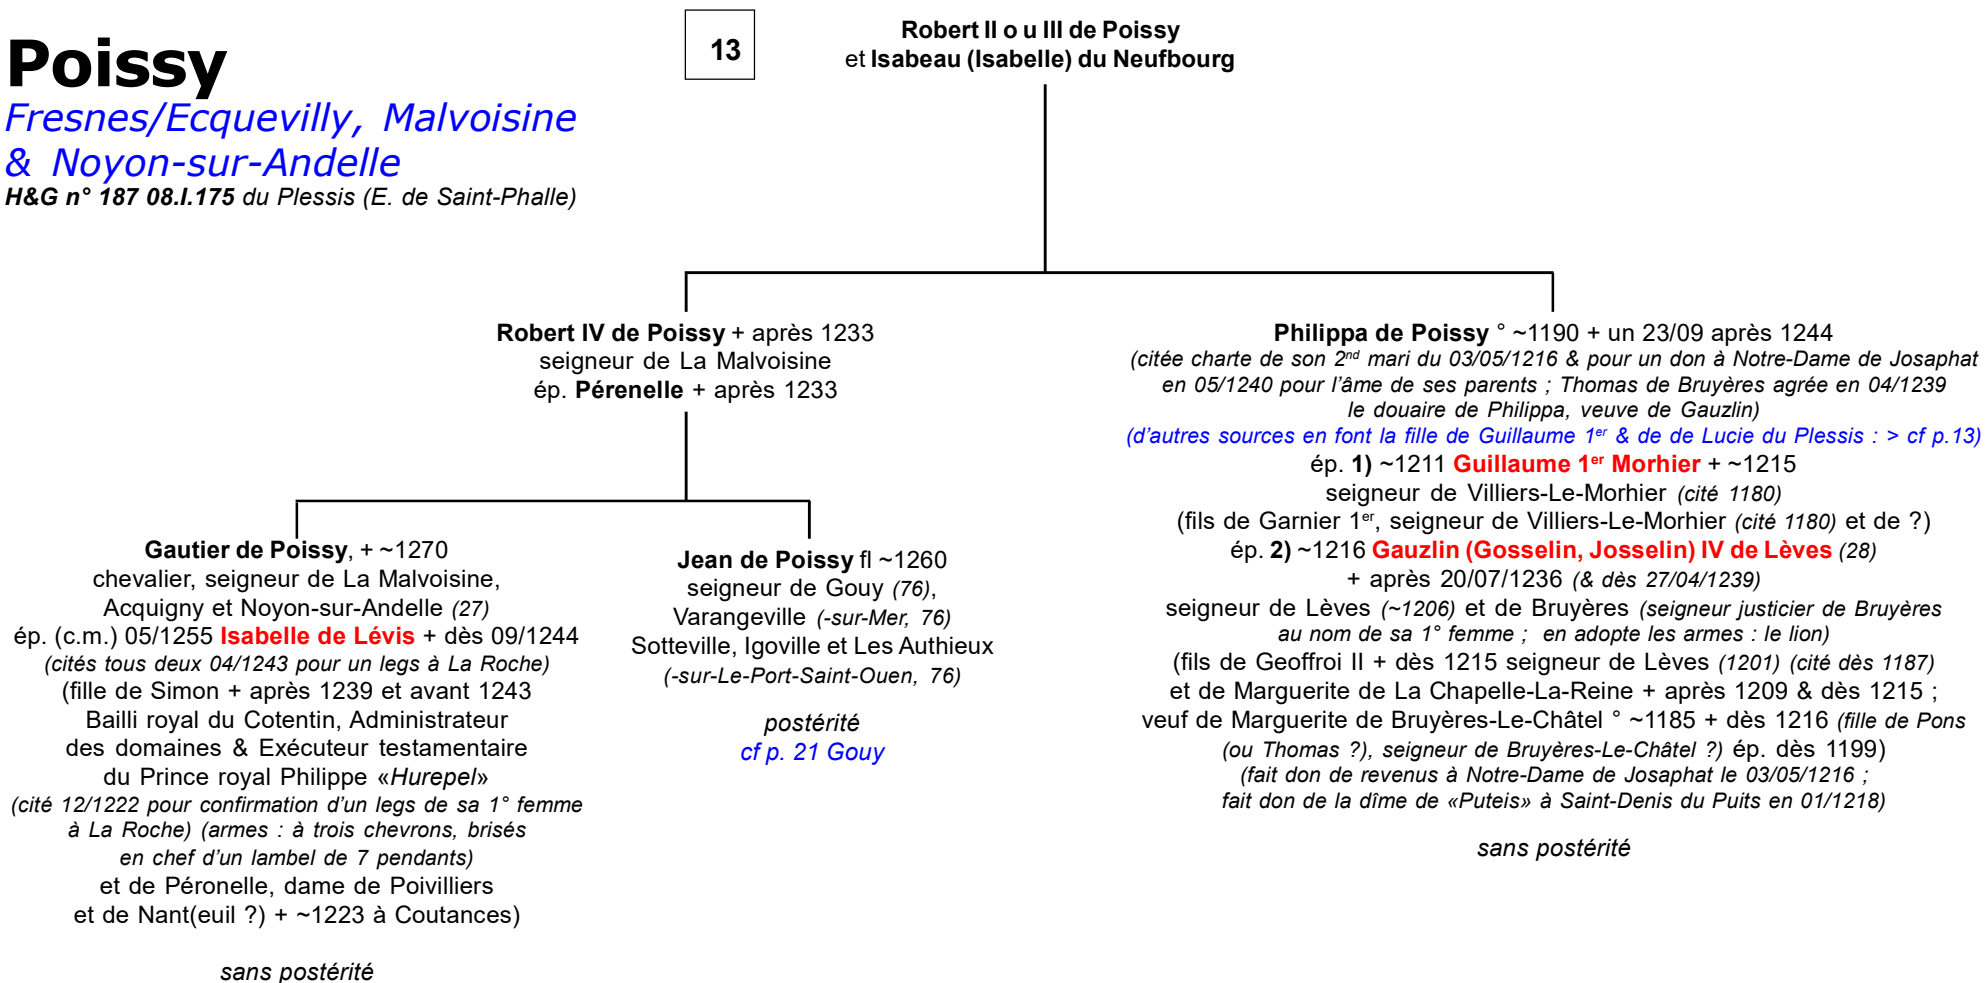 Poissy
Fresnes/Ecquevilly, Malvoisine
& Noyon-sur-Andelle
H&G n° 187 08.I.175 du Plessis (E. de Saint-Phalle)
13
Robert II o u III de Poissy
et Isabeau (Isabelle) du Neufbourg
Robert IV de Poissy + après 1233
seigneur de La Malvoisine
ép. Pérenelle + après 1233
Philippa de Poissy ° ~1190 + un 23/09 après 1244
(citée charte de son 2nd mari du 03/05/1216 & pour un don à Notre-Dame de Josaphat
en 05/1240 pour l’âme de ses parents ; Thomas de Bruyères agrée en 04/1239
le douaire de Philippa, veuve de Gauzlin)
(d’autres sources en font la fille de Guillaume 1er & de de Lucie du Plessis : > cf p.13)
ép. 1) ~1211 Guillaume 1er Morhier + ~1215
seigneur de Villiers-Le-Morhier (cité 1180)
(fils de Garnier 1er, seigneur de Villiers-Le-Morhier (cité 1180) et de ?)
ép. 2) ~1216 Gauzlin (Gosselin, Josselin) IV de Lèves (28)
+ après 20/07/1236 (& dès 27/04/1239)
seigneur de Lèves (~1206) et de Bruyères (seigneur justicier de Bruyères
au nom de sa 1° femme ; en adopte les armes : le lion)
(fils de Geoffroi II + dès 1215 seigneur de Lèves (1201) (cité dès 1187)
et de Marguerite de La Chapelle-La-Reine + après 1209 & dès 1215 ;
veuf de Marguerite de Bruyères-Le-Châtel ° ~1185 + dès 1216 (fille de Pons
(ou Thomas ?), seigneur de Bruyères-Le-Châtel ?) ép. dès 1199)
(fait don de revenus à Notre-Dame de Josaphat le 03/05/1216 ;
fait don de la dîme de «Puteis» à Saint-Denis du Puits en 01/1218)
sans postérité
Gautier de Poissy, + ~1270
chevalier, seigneur de La Malvoisine,
Acquigny et Noyon-sur-Andelle (27)
ép. (c.m.) 05/1255 Isabelle de Lévis + dès 09/1244
(cités tous deux 04/1243 pour un legs à La Roche)
(fille de Simon + après 1239 et avant 1243
Bailli royal du Cotentin, Administrateur
des domaines & Exécuteur testamentaire
du Prince royal Philippe «Hurepel»
(cité 12/1222 pour confirmation d’un legs de sa 1° femme
à La Roche) (armes : à trois chevrons, brisés
en chef d’un lambel de 7 pendants)
et de Péronelle, dame de Poivilliers
et de Nant(euil ?) + ~1223 à Coutances)
sans postérité
Jean de Poissy fl ~1260
seigneur de Gouy (76),
Varangeville (-sur-Mer, 76)
Sotteville, Igoville et Les Authieux
(-sur-Le-Port-Saint-Ouen, 76)
postérité
cf p. 21 Gouy